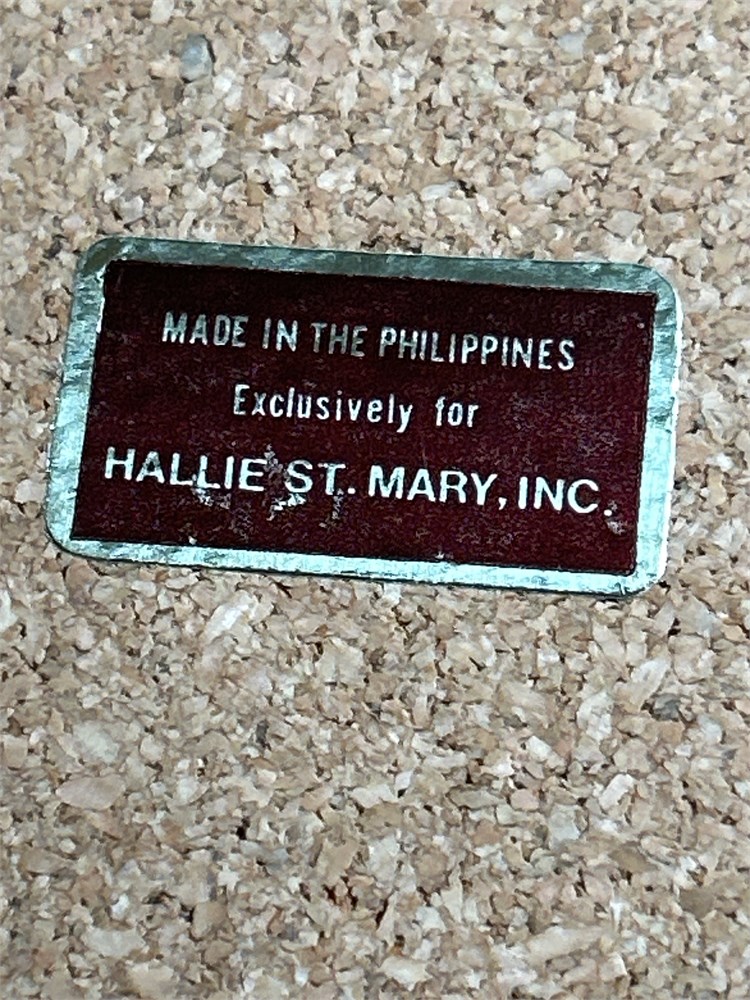 MADE IN THE PHILIPPINES
Exclusively for
HALLIE ST. MARY, INC.